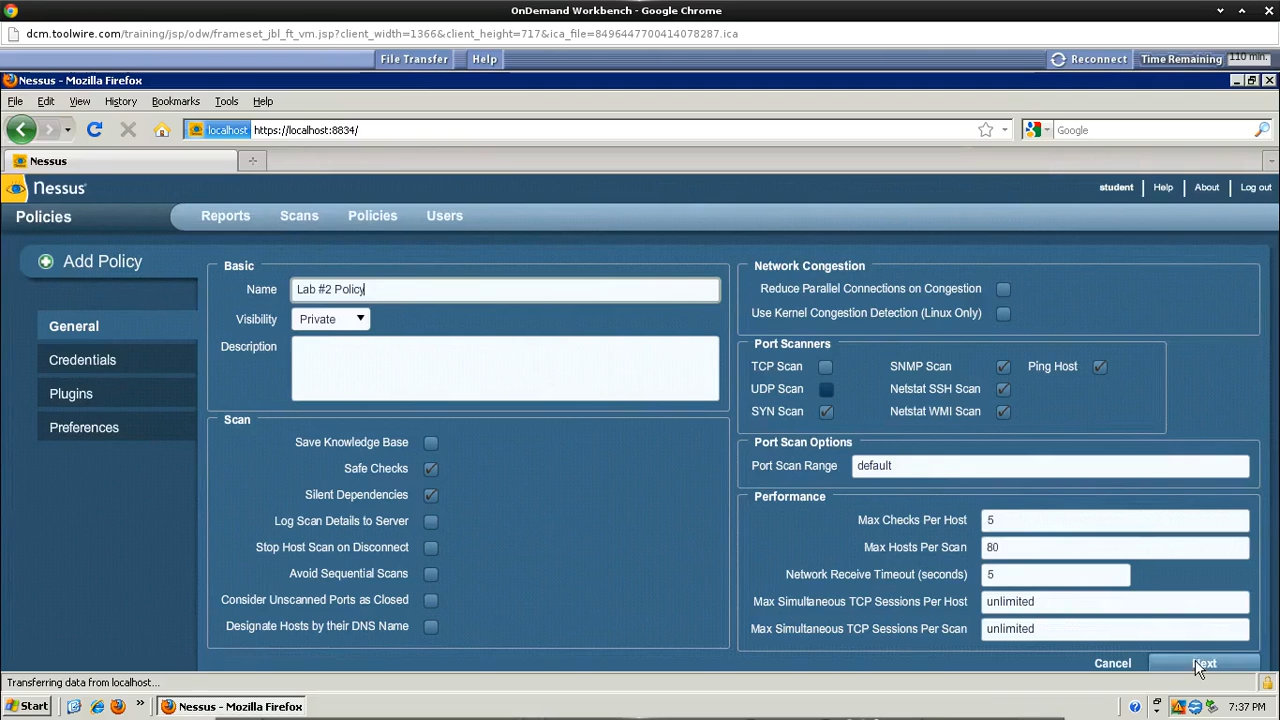 OnDemand Workbench - Google Chrome
dcm.toolwire.com/training/jsp/odw/frameset_jbl_ft_vm.jsp?client_width=1366&client_height=717&ica_file=8496447700414078287.ica
File Transfer Help Reconnect Time Remaining 110 min.
Nessus - Mozilla Firefox
File Edit View History Bookmarks Tools Help
localhost https://localhost:8834/ Google
Nessus
Nessus student Help About Log out
Policies Reports Scans Policies Users
Add Policy
General
Credentials
Plugins
Preferences
Basic
Name Lab #2 Policy
Visibility Private
Description
Scan
Save Knowledge Base
Safe Checks
Silent Dependencies
Log Scan Details to Server
Stop Host Scan on Disconnect
Avoid Sequential Scans
Consider Unscanned Ports as Closed
Designate Hosts by their DNS Name
Network Congestion
Reduce Parallel Connections on Congestion
Use Kernel Congestion Detection (Linux Only)
Port Scanners
TCP Scan SNMP Scan Ping Host
UDP Scan Netstat SSH Scan
SYN Scan Netstat WMI Scan
Port Scan Options
Port Scan Range default
Performance
Max Checks Per Host 5
Max Hosts Per Scan 80
Network Receive Timeout (seconds) 5
Max Simultaneous TCP Sessions Per Host unlimited
Max Simultaneous TCP Sessions Per Scan unlimited
Cancel Next
Transferring data from localhost...
Start Nessus - Mozilla Firefox 7:37 PM